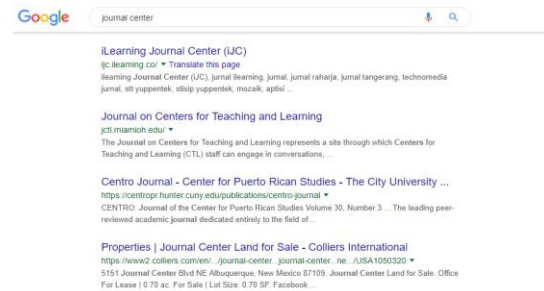 Google
journal center
iLearning Journal Center (iJC)
ijc.ilearning.co/ ▼ Translate this page
ilearning Journal Center (iJC), jurnal ilearning, jurnal, jurnal raharja, jurnal tangerang, technomedia
jurnal, stt yuppentek, stisip yuppentek, mozaik, aptisi ...
Journal on Centers for Teaching and Learning
jctl.miamioh.edu/ ▼
The Journal on Centers for Teaching and Learning represents a site through which Centers for
Teaching and Learning (CTL) staff can engage in conversations, ...
Centro Journal - Center for Puerto Rican Studies - The City University ...
https://centropr.hunter.cuny.edu/publications/centro-journal ▼
CENTRO: Journal of the Center for Puerto Rican Studies Volume 30, Number 3 ... The leading peer-
reviewed academic journal dedicated entirely to the field of ...
Properties | Journal Center Land for Sale - Colliers International
https://www2.colliers.com/en/.../journal-center...journal-center...ne.../USA1050320 ▼
5151 Journal Center Blvd NE Albuquerque, New Mexico 87109. Journal Center Land for Sale. Office
For Lease | 0.70 ac. For Sale | Lot Size: 0.70 SF. Facebook ...